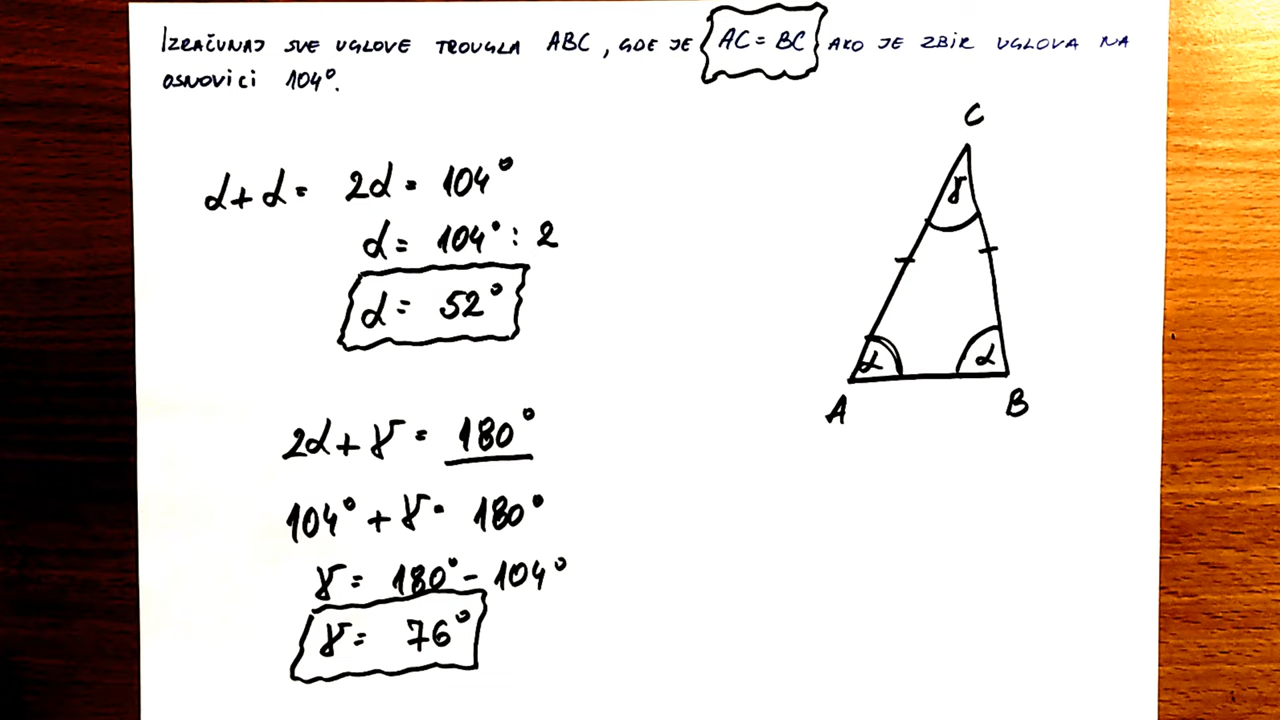 IZRAČUNAJ SVE UGLOVE TROUGLA ABC, GDE JE AC = BC AKO JE ZBIR UGLOVA NA
OSNOVICI 104°.
α + α = 2α = 104°
α = 104° : 2
α = 52°
2α + γ = 180°
104° + γ = 180°
γ = 180° - 104°
γ = 76°
C
γ
α
α
A
B